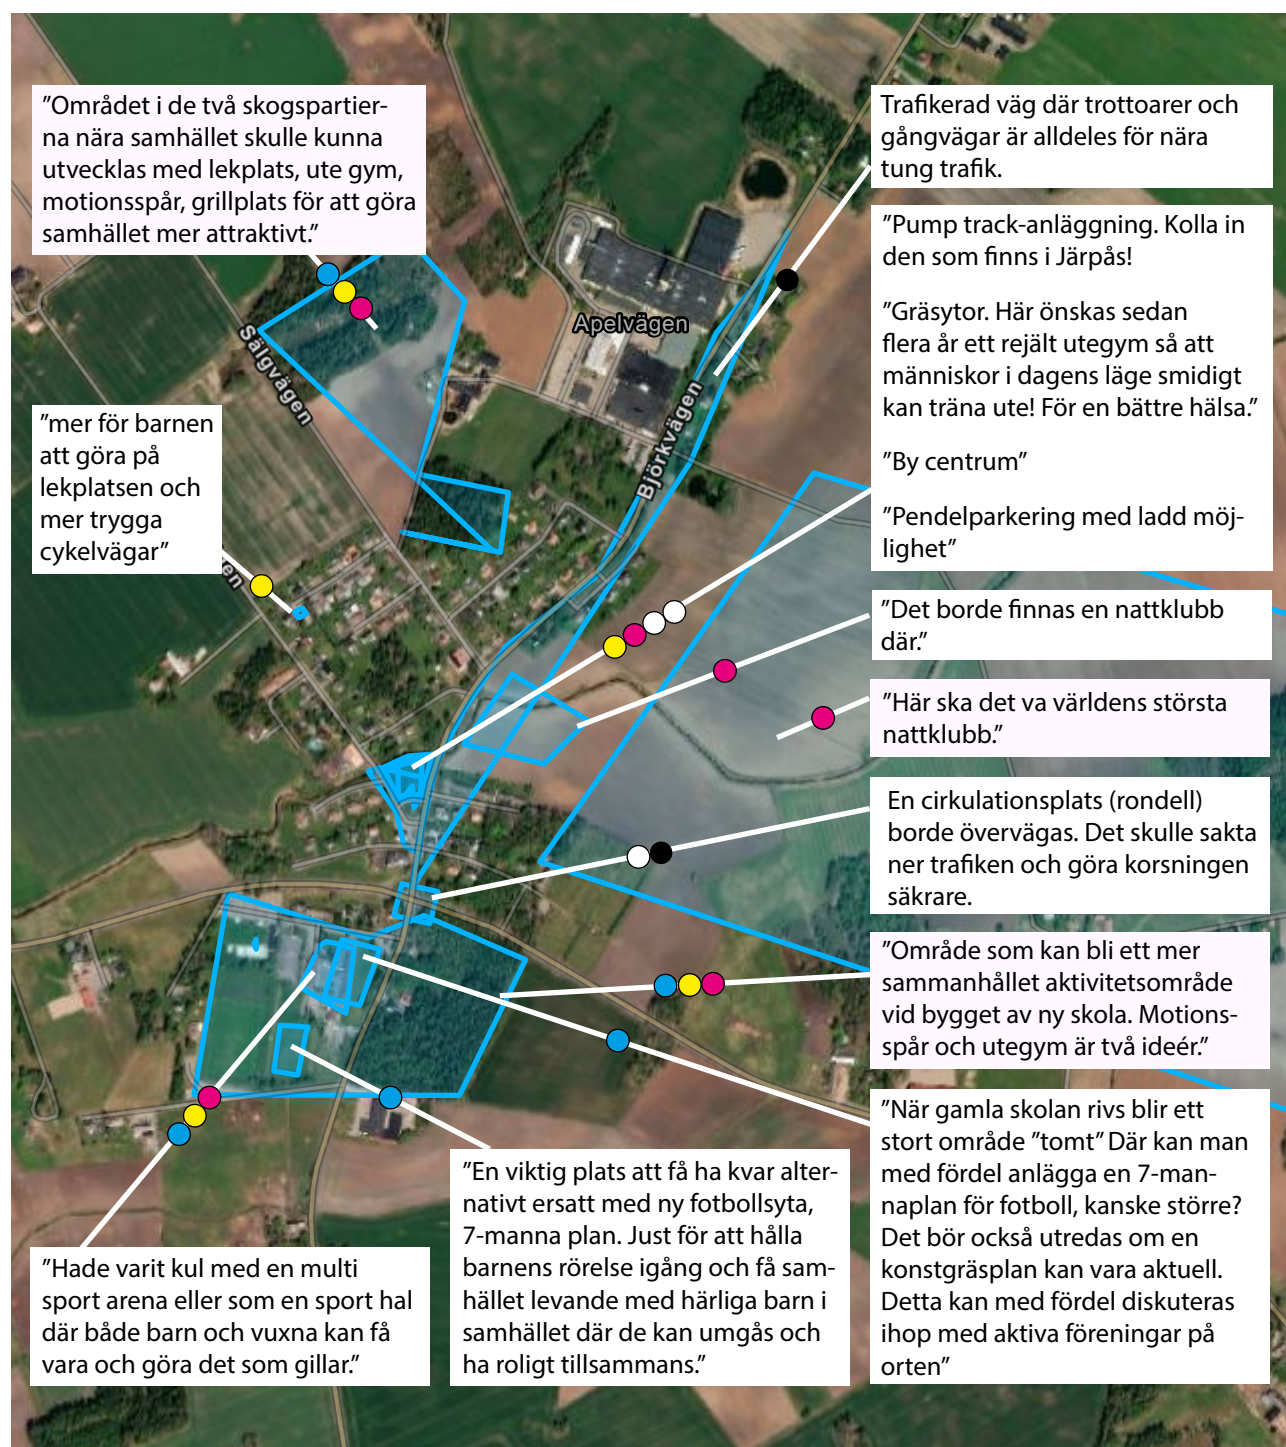 ”Området i de två skogspartier-
na nära samhället skulle kunna
utvecklas med lekplats, ute gym,
motionsspår, grillplats för att göra
samhället mer attraktivt.”
Trafikerad väg där trottoarer och
gångvägar är alldeles för nära
tung trafik.
”Pump track-anläggning. Kolla in
den som finns i Järpås!
”Gräsytor. Här önskas sedan
flera år ett rejält utegym så att
människor i dagens läge smidigt
kan träna ute! För en bättre hälsa.”
”By centrum”
”Pendelparkering med ladd möj-
lighet”
Apelvägen
Sälgvägen
Björkvägen
”mer för barnen
att göra på
lekplatsen och
mer trygga
cykelvägar”
”Det borde finnas en nattklubb
där.”
”Här ska det va världens största
nattklubb.”
En cirkulationsplats (rondell)
borde övervägas. Det skulle sakta
ner trafiken och göra korsningen
säkrare.
”Område som kan bli ett mer
sammanhållet aktivitetsområde
vid bygget av ny skola. Motions-
spår och utegym är två ideér.”
”När gamla skolan rivs blir ett
stort område ”tomt” Där kan man
med fördel anlägga en 7-man-
naplan för fotboll, kanske större?
Det bör också utredas om en
konstgräsplan kan vara aktuell.
Detta kan med fördel diskuteras
ihop med aktiva föreningar på
orten”
”En viktig plats att få ha kvar alter-
nativt ersatt med ny fotbollsyta,
7-manna plan. Just för att hålla
barnens rörelse igång och få sam-
hället levande med härliga barn i
samhället där de kan umgås och
ha roligt tillsammans.”
”Hade varit kul med en multi
sport arena eller som en sport hal
där både barn och vuxna kan få
vara och göra det som gillar.”